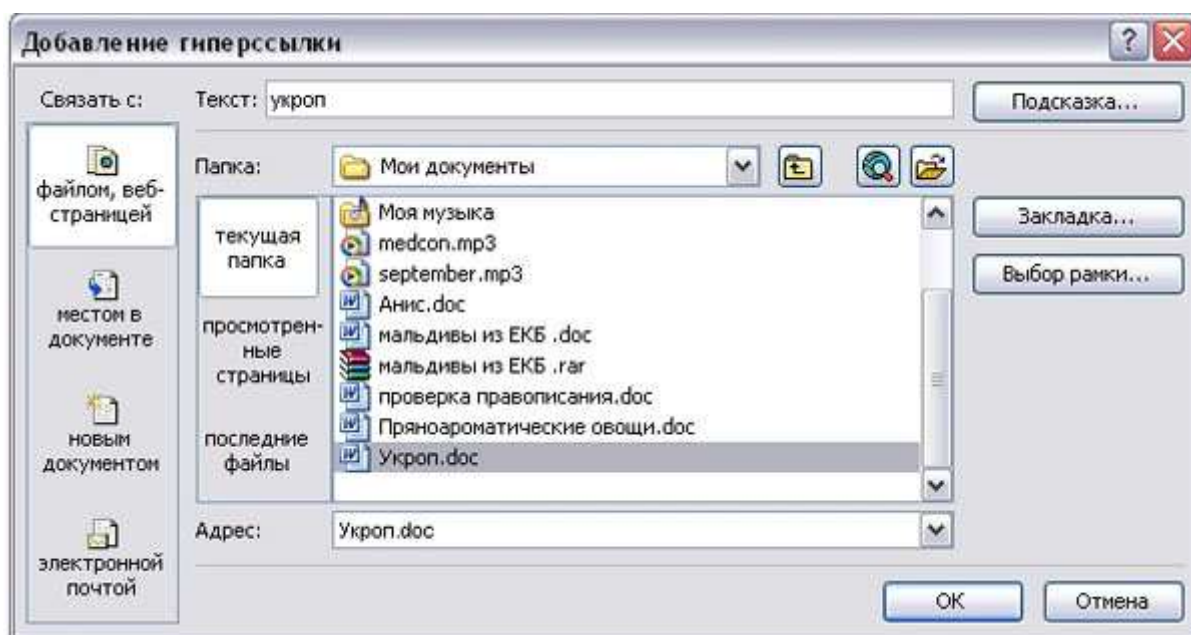 Добавление гиперссылки
Связать с:
Текст: укроп
Подсказка...
файлом, веб-
страницей
Папка:
Мои документы
текущая
папка
Моя музыка
medcon.mp3
september.mp3
Анис.doc
мальдивы из ЕКБ .doc
мальдивы из ЕКБ .rar
проверка правописания.doc
Пряноароматические овощи.doc
Укроп.doc
Закладка...
Выбор рамки...
местом в
документе
просмотрен-
ные
страницы
новым
документом
последние
файлы
Адрес:
Укроп.doc
электронной
почтой
ОК
Отмена